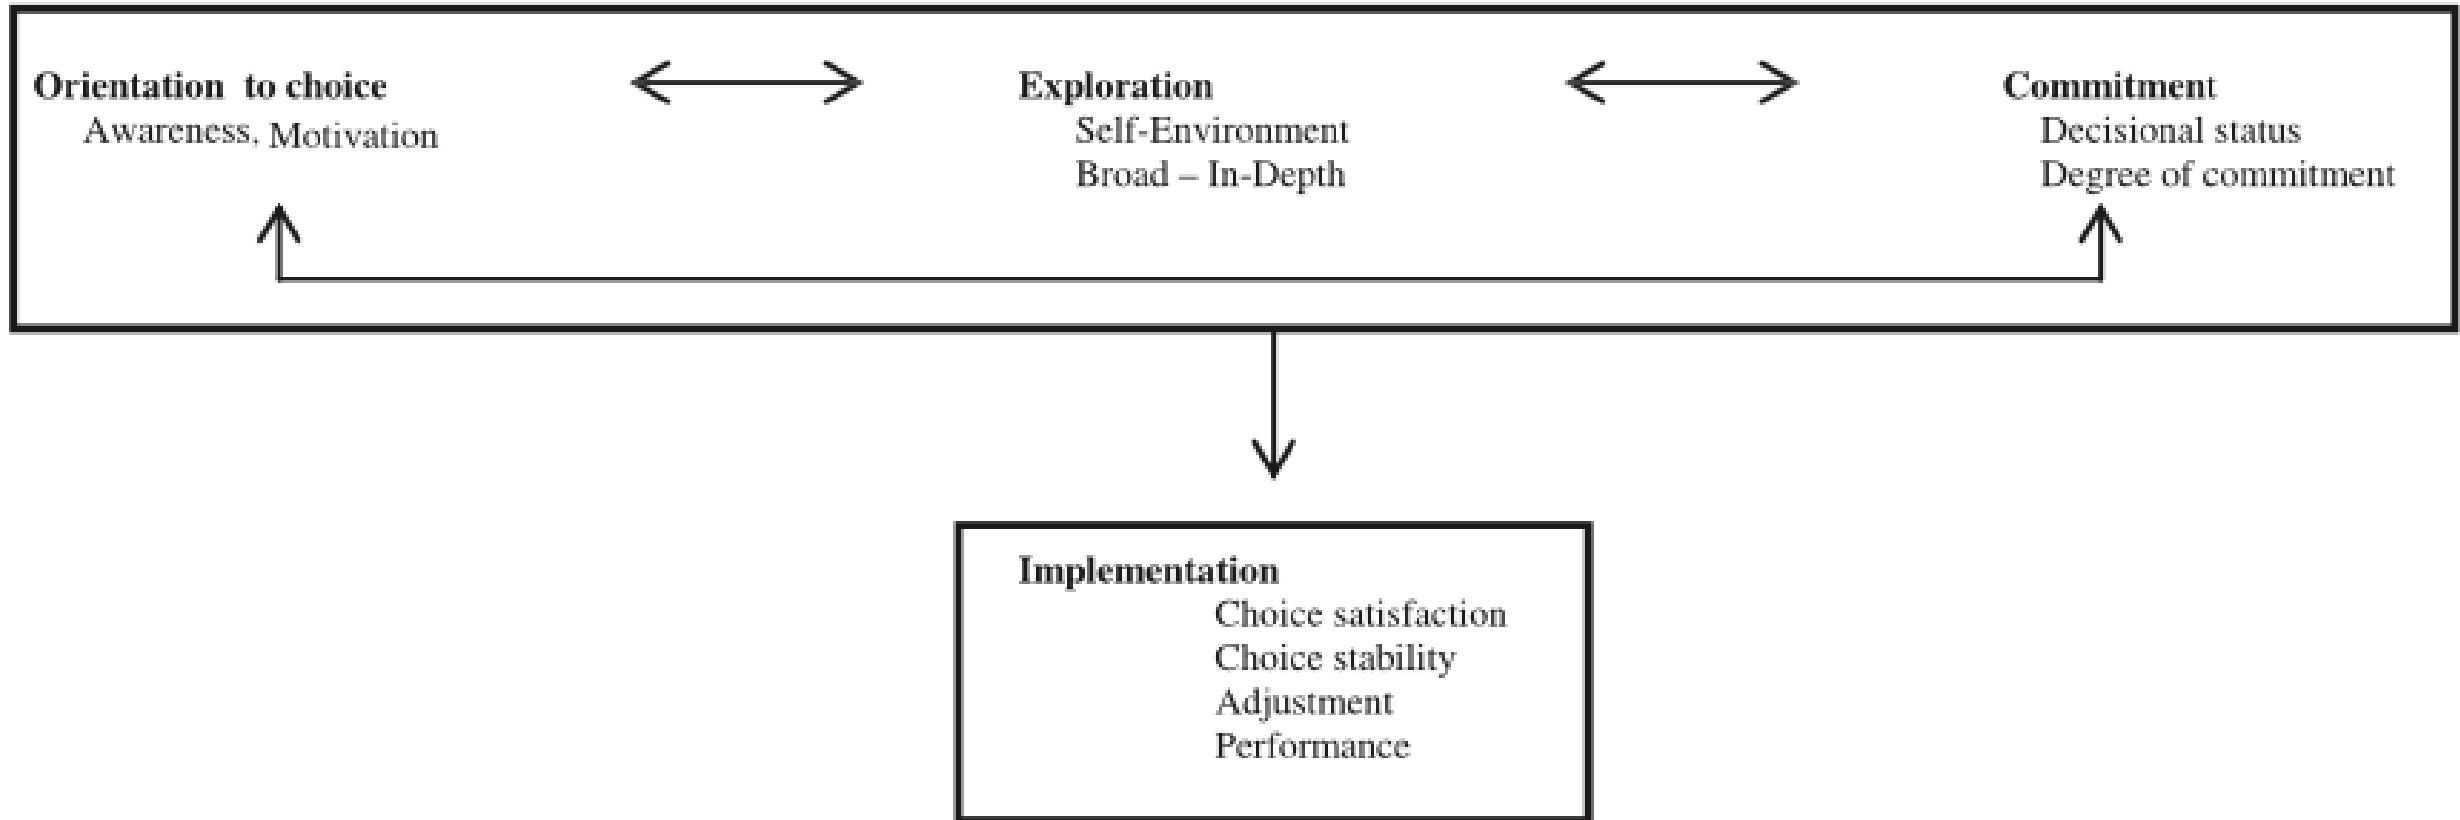 Orientation to choice
Awareness, Motivation
Exploration
Self-Environment
Broad – In-Depth
Commitment
Decisional status
Degree of commitment
Implementation
Choice satisfaction
Choice stability
Adjustment
Performance